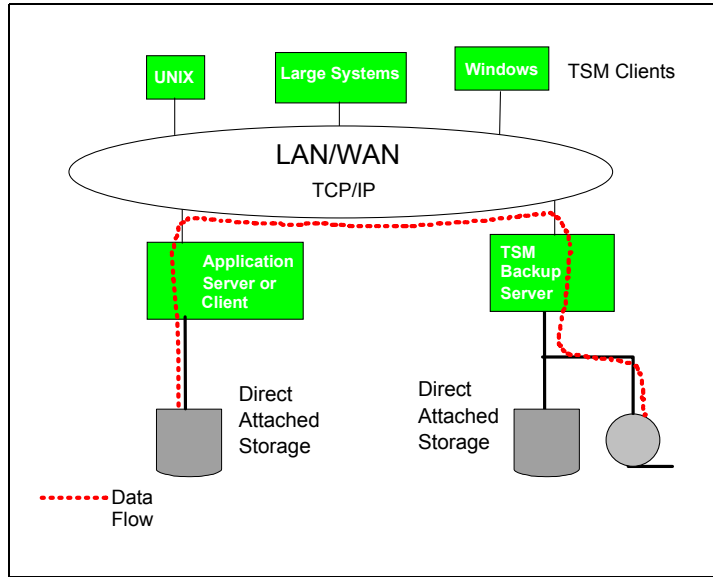 UNIX
Large Systems
Windows
TSM Clients
LAN/WAN
TCP/IP
Application
Server or
Client
TSM
Backup
Server
Direct
Attached
Storage
Direct
Attached
Storage
Data
Flow